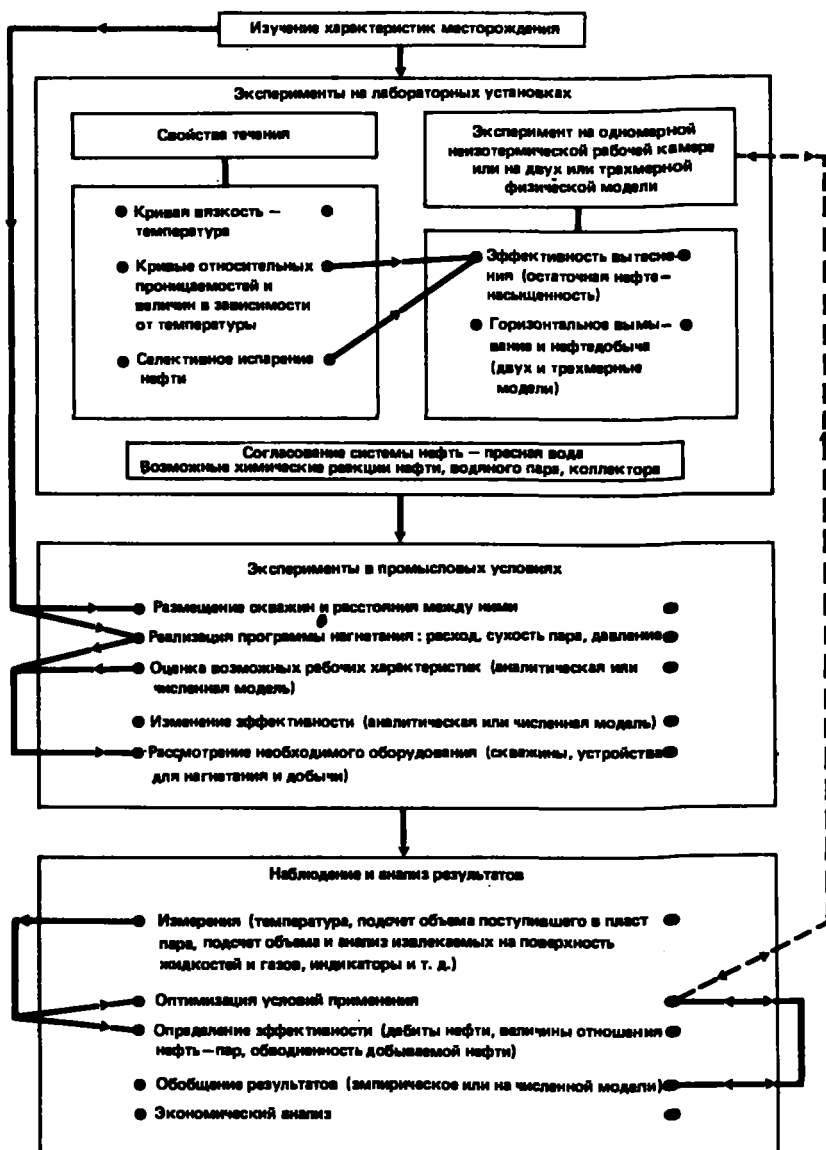 Изучение характеристик месторождения
Эксперименты на лабораторных установках
Свойства течения
Эксперимент на одномерной
неизотермической рабочей камере
или на двух или трехмерной
физической модели
● Кривая вязкость —
температура
● Кривые относительных
проницаемостей и
величин в зависимости
от температуры
● Селективное испарение
нефти
● Эффективность вытесне-
ния (остаточная нефте-
насыщенность)
● Горизонтальное вымы-
вание и нефтедобыча
(двух и трехмерные
модели)
Согласование системы нефть — пресная вода
Возможные химические реакции нефти, водяного пара, коллектора
Эксперименты в промысловых условиях
● Размещение скважин и расстояния между ними
● Реализация программы нагнетания: расход, сухость пара, давление
● Оценка возможных рабочих характеристик (аналитическая или
численная модель)
● Изменение эффективности (аналитическая или численная модель)
● Рассмотрение необходимого оборудования (скважины, устройства
для нагнетания и добычи)
Наблюдение и анализ результатов
● Измерения (температура, подсчет объема поступившего в пласт
пара, подсчет объема и анализ извлекаемых на поверхность
жидкостей и газов, индикаторы и т. д.)
● Оптимизация условий применения
● Определение эффективности (дебиты нефти, величины отношения
нефть—пар, обводненность добываемой нефти)
● Обобщение результатов (эмпирическое или на численной модели)
● Экономический анализ